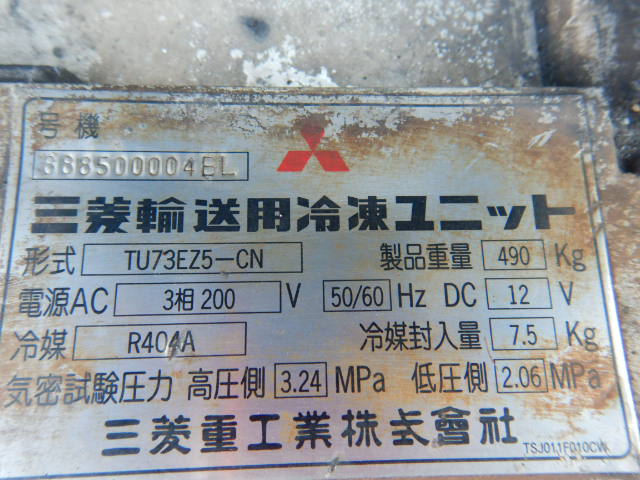 号機
888500004EL
三菱輸送用冷凍ユニット
形式 TU73EZ5-CN 製品重量 490 Kg
電源AC 3相 200 V 50/60 Hz DC 12 V
冷媒 R404A 冷媒封入量 7.5 Kg
気密試験圧力 高圧側 3.24 MPa 低圧側 2.06 MPa
三菱重工業株式會社
TSJ011F010CW